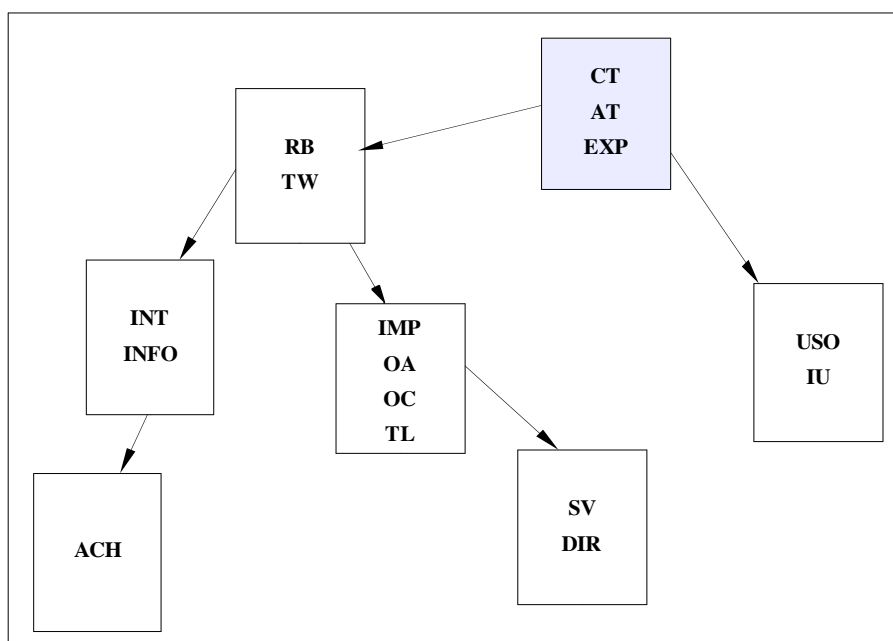 CT
AT
EXP
RB
TW
INT
INFO
IMP
OA
OC
TL
USO
IU
SV
DIR
ACH